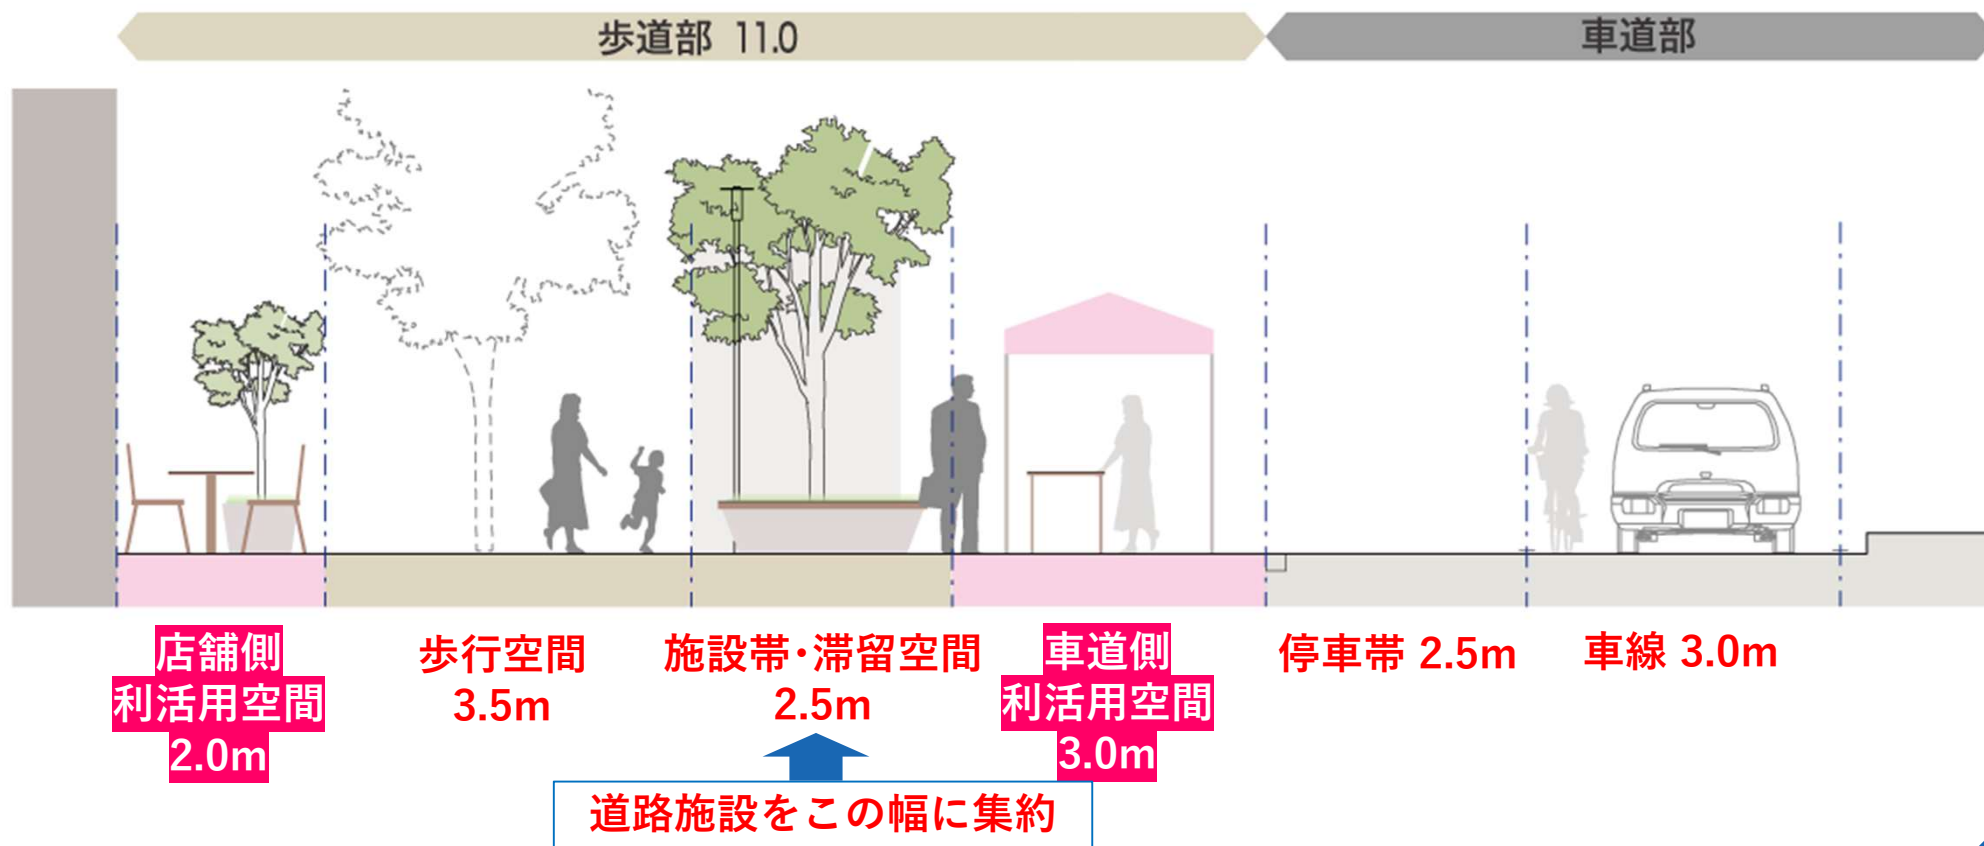 歩道部 11.0
車道部
店舗側
利活用空間
2.0m
歩行空間
3.5m
施設帯・滞留空間
2.5m
車道側
利活用空間
3.0m
停車帯 2.5m
車線 3.0m
道路施設をこの幅に集約